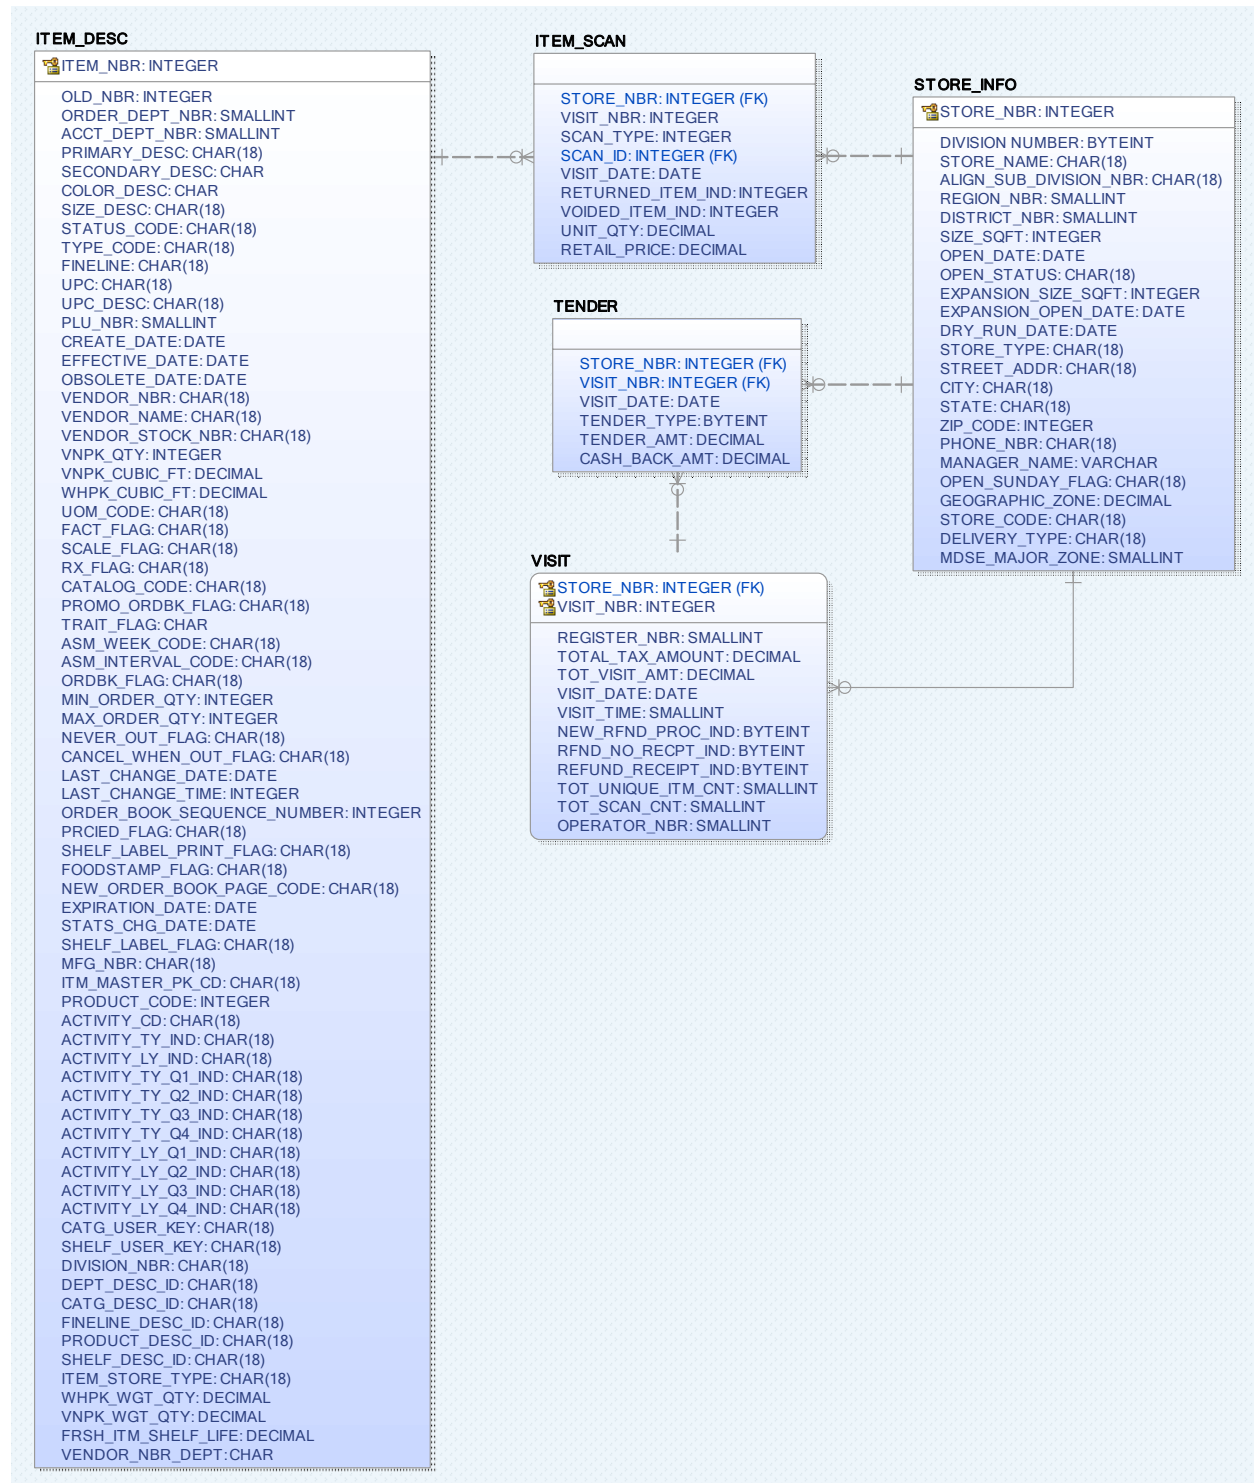 ITEM_DESC
ITEM_NBR: INTEGER
OLD_NBR: INTEGER
ORDER_DEPT_NBR: SMALLINT
ACCT_DEPT_NBR: SMALLINT
PRIMARY_DESC: CHAR(18)
SECONDARY_DESC: CHAR
COLOR_DESC: CHAR
SIZE_DESC: CHAR(18)
STATUS_CODE: CHAR(18)
TYPE_CODE: CHAR(18)
FINELINE: CHAR(18)
UPC: CHAR(18)
UPC_DESC: CHAR(18)
PLU_NBR: SMALLINT
CREATE_DATE: DATE
EFFECTIVE_DATE: DATE
OBSOLETE_DATE: DATE
VENDOR_NBR: CHAR(18)
VENDOR_NAME: CHAR(18)
VENDOR_STOCK_NBR: CHAR(18)
VNPK_QTY: INTEGER
VNPK_CUBIC_FT: DECIMAL
WHPK_CUBIC_FT: DECIMAL
UOM_CODE: CHAR(18)
FACT_FLAG: CHAR(18)
SCALE_FLAG: CHAR(18)
RX_FLAG: CHAR(18)
CATALOG_CODE: CHAR(18)
PROMO_ORDBK_FLAG: CHAR(18)
TRAIT_FLAG: CHAR
ASM_WEEK_CODE: CHAR(18)
ASM_INTERVAL_CODE: CHAR(18)
ORDBK_FLAG: CHAR(18)
MIN_ORDER_QTY: INTEGER
MAX_ORDER_QTY: INTEGER
NEVER_OUT_FLAG: CHAR(18)
CANCEL_WHEN_OUT_FLAG: CHAR(18)
LAST_CHANGE_DATE: DATE
LAST_CHANGE_TIME: INTEGER
ORDER_BOOK_SEQUENCE_NUMBER: INTEGER
PRCIED_FLAG: CHAR(18)
SHELF_LABEL_PRINT_FLAG: CHAR(18)
FOODSTAMP_FLAG: CHAR(18)
NEW_ORDER_BOOK_PAGE_CODE: CHAR(18)
EXPIRATION_DATE: DATE
STATS_CHG_DATE: DATE
SHELF_LABEL_FLAG: CHAR(18)
MFG_NBR: CHAR(18)
ITM_MASTER_PK_CD: CHAR(18)
PRODUCT_CODE: INTEGER
ACTIVITY_CD: CHAR(18)
ACTIVITY_TY_IND: CHAR(18)
ACTIVITY_LY_IND: CHAR(18)
ACTIVITY_TY_Q1_IND: CHAR(18)
ACTIVITY_TY_Q2_IND: CHAR(18)
ACTIVITY_TY_Q3_IND: CHAR(18)
ACTIVITY_TY_Q4_IND: CHAR(18)
ACTIVITY_LY_Q1_IND: CHAR(18)
ACTIVITY_LY_Q2_IND: CHAR(18)
ACTIVITY_LY_Q3_IND: CHAR(18)
ACTIVITY_LY_Q4_IND: CHAR(18)
CATG_USER_KEY: CHAR(18)
SHELF_USER_KEY: CHAR(18)
DIVISION_NBR: CHAR(18)
DEPT_DESC_ID: CHAR(18)
CATG_DESC_ID: CHAR(18)
FINELINE_DESC_ID: CHAR(18)
PRODUCT_DESC_ID: CHAR(18)
SHELF_DESC_ID: CHAR(18)
ITEM_STORE_TYPE: CHAR(18)
WHPK_WGT_QTY: DECIMAL
VNPK_WGT_QTY: DECIMAL
FRSH_ITM_SHELF_LIFE: DECIMAL
VENDOR_NBR_DEPT: CHAR
ITEM_SCAN
STORE_NBR: INTEGER (FK)
VISIT_NBR: INTEGER
SCAN_TYPE: INTEGER
SCAN_ID: INTEGER (FK)
VISIT_DATE: DATE
RETURNED_ITEM_IND: INTEGER
VOIDED_ITEM_IND: INTEGER
UNIT_QTY: DECIMAL
RETAIL_PRICE: DECIMAL
TENDER
STORE_NBR: INTEGER (FK)
VISIT_NBR: INTEGER (FK)
VISIT_DATE: DATE
TENDER_TYPE: BYTEINT
TENDER_AMT: DECIMAL
CASH_BACK_AMT: DECIMAL
VISIT
STORE_NBR: INTEGER (FK)
VISIT_NBR: INTEGER
REGISTER_NBR: SMALLINT
TOTAL_TAX_AMOUNT: DECIMAL
TOT_VISIT_AMT: DECIMAL
VISIT_DATE: DATE
VISIT_TIME: SMALLINT
NEW_RFND_PROC_IND: BYTEINT
RFND_NO_RECPT_IND: BYTEINT
REFUND_RECEIPT_IND: BYTEINT
TOT_UNIQUE_ITM_CNT: SMALLINT
TOT_SCAN_CNT: SMALLINT
OPERATOR_NBR: SMALLINT
STORE_INFO
STORE_NBR: INTEGER
DIVISION NUMBER: BYTEINT
STORE_NAME: CHAR(18)
ALIGN_SUB_DIVISION_NBR: CHAR(18)
REGION_NBR: SMALLINT
DISTRICT_NBR: SMALLINT
SIZE_SQFT: INTEGER
OPEN_DATE: DATE
OPEN_STATUS: CHAR(18)
EXPANSION_SIZE_SQFT: INTEGER
EXPANSION_OPEN_DATE: DATE
DRY_RUN_DATE: DATE
STORE_TYPE: CHAR(18)
STREET_ADDR: CHAR(18)
CITY: CHAR(18)
STATE: CHAR(18)
ZIP_CODE: INTEGER
PHONE_NBR: CHAR(18)
MANAGER_NAME: VARCHAR
OPEN_SUNDAY_FLAG: CHAR(18)
GEOGRAPHIC_ZONE: DECIMAL
STORE_CODE: CHAR(18)
DELIVERY_TYPE: CHAR(18)
MDSE_MAJOR_ZONE: SMALLINT